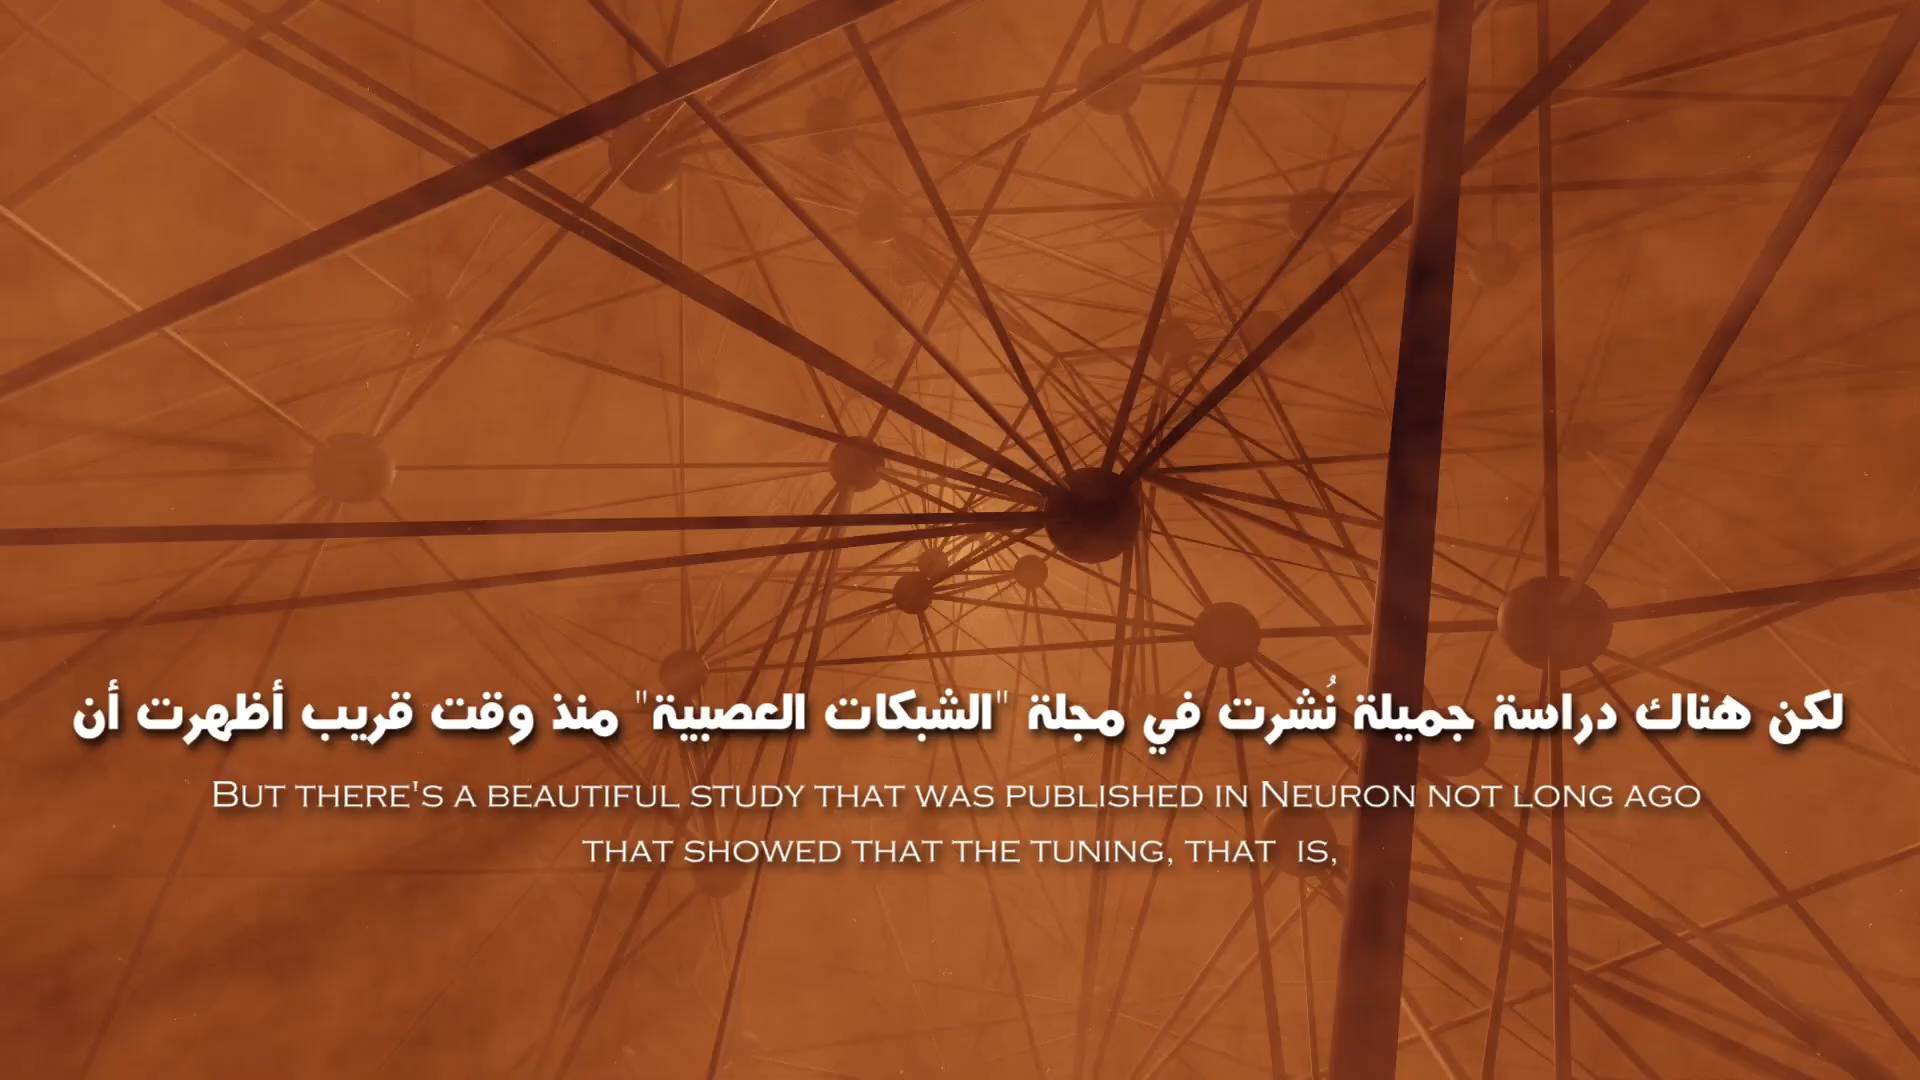 لكن هناك دراسة جميلة نُشرت في مجلة "الشبكات العصبية" منذ وقت قريب أظهرت أن
But there's a beautiful study that was published in Neuron not long ago
that showed that the tuning, that is,